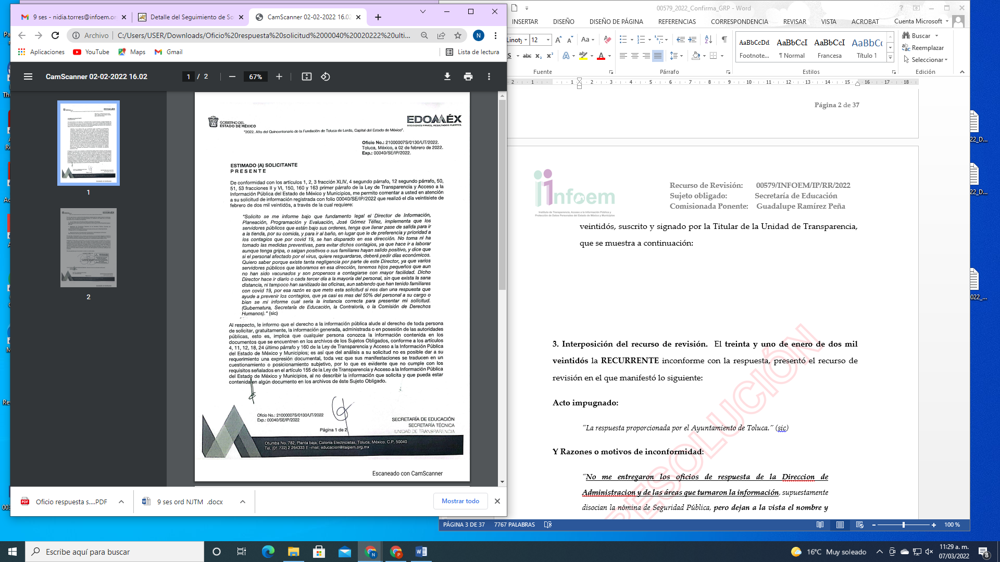 9 ses - nidia.torres@infoem.or
Detalle del Seguimiento de So
CamScanner 02-02-2022 16.02
Archivo
C:/Users/USER/Downloads/Oficio%20respuesta%20solicitud%2000040%20020222%20ulti...
N
Aplicaciones
YouTube
Maps
Gmail
Lista de lectura
CamScanner 02-02-2022 16.02
1 / 2
67%
1
2
GOBIERNO DEL
ESTADO DE MÉXICO
EDOMÉX
DECISIONES FIRMES, RESULTADOS FUERTES.
"2022. Año del Quincentenario de la Fundación de Toluca de Lerdo, Capital del Estado de México".
Oficio No.: 21000007S/0130/UT/2022.
Toluca, México, a 02 de febrero de 2022.
Exp.: 00040/SE/IP/2022.
ESTIMADO (A) SOLICITANTE
P R E S E N T E
De conformidad con los artículos 1, 2, 3 fracción XLIV, 4 segundo párrafo, 12 segundo párrafo, 50,
51, 53 fracciones II y VI, 150, 160 y 163 primer párrafo de la Ley de Transparencia y Acceso a la
Información Pública del Estado de México y Municipios, me permito comentar a usted en atención
a su solicitud de información registrada con folio 00040/SE/IP/2022 que realizó el día veintisiete de
febrero de dos mil veintidós, a través de la cual requiere:
"Solicito se me informe bajo que fundamento legal el Director de Información,
Planeación, Programación y Evaluación, José Gómez Téllez, implementa que los
servidores públicos que están bajo sus ordenes, tenga que llenar pase de salida para ir
a la tienda, por su comida, y para ir al baño, en lugar que le de preferencia y prioridad a
los contagios que por covid 19, se han disparado en esa dirección. No toma ni ha
tomado las medidas preventivas, para evitar dichos contagios, ya que hace ir a laborar
aunque tenga gripa, o salgan positivos o sus familiares hayan salido positivo, y dice que
si el personal afectado por el virus, quiere resguardarse, deberá pedir días económicos.
Quiero saber porque existe tanta negligencia por parte de este Director, ya que varios
servidores públicos que laboramos en esa dirección, tenemos hijos pequeños que aun
no han sido vacunados y son propensos a contagiarse con mayor facilidad. Dicho
Director hace ir diario o cada tercer día a la mayoría del personal, sin que exista la sana
distancia, ni tampoco han sanitizado las oficinas, aun sabiendo que han tenido familiares
con covid 19, por esa razón es que meto esta solicitud si nos dan una respuesta que
ayude a prevenir los contagios, que ya casi es mas del 50% del personal a su cargo o
bien se mi informe cual sería la instancia correcta para presentar mi solicitud.
(Gubernatura, Secretaría de Educación, la Contraloría, o la Comisión de Derechos
Humanos)." (sic)
Al respecto, le informo que el derecho a la información pública alude al derecho de toda persona
de solicitar, gratuitamente, la información generada, administrada o en posesión de las autoridades
públicas, esto es, implica que cualquier persona conozca la información contenida en los
documentos que se encuentren en los archivos de los Sujetos Obligados, conforme a los artículos
4, 11, 12, 18, 24 último párrafo y 160 de la Ley de Transparencia y Acceso a la Información Pública
del Estado de México y Municipios; es así que del análisis a su solicitud no es posible dar a su
requerimiento una expresión documental, toda vez que sus manifestaciones se traducen en un
cuestionamiento o posicionamiento subjetivo, por lo que es evidente que no cumple con los
requisitos señalados en el artículo 155 de la Ley de Transparencia y Acceso a la Información Pública
del Estado de México y Municipios, al no describir la información que solicita y que pueda estar
contenida en algún documento en los archivos de éste Sujeto Obligado.
Oficio No.: 21000007S/0130/UT/2022
Exp.: 00040/SE/IP/2022
Página 1 de 2
SECRETARÍA DE EDUCACIÓN
SECRETARÍA TÉCNICA
UNIDAD DE TRANSPARENCIA
Otumba No. 782, Planta baja, Colonia Electricistas, Toluca, México. C.P. 50040
Tel. (01 722) 2 264333 E-mail; educacion@itaipem.org.mx
Escaneado con CamScanner
Oficio respuesta s....PDF
9 ses ord NJTM .docx
Mostrar todo
00579_2022_Confirma_GRP - Word
INSERTAR
DISEÑO
DISEÑO DE PÁGINA
REFERENCIAS
CORRESPONDENCIA
REVISAR
VISTA
ACROBAT
Cuenta Microsoft
Linoty
12
Fuente
Párrafo
AaBbCcDd
AaBbCcI
AaBbCcI
AaBbC
Footnote...
¶ Normal
Francesa
Título 1
Estilos
Buscar
Reemplazar
Seleccionar
Edición
Página 2 de 37
infoem
Instituto de Transparencia, Acceso a la Información Pública y
Protección de Datos Personales del Estado de México y Municipios
Recurso de Revisión: 00579/INFOEM/IP/RR/2022
Sujeto obligado: Secretaría de Educación
Comisionada Ponente: Guadalupe Ramírez Peña
veintidós, suscrito y signado por la Titular de la Unidad de Transparencia,
que se muestra a continuación:
3. Interposición del recurso de revisión. El treinta y uno de enero de dos mil
veintidós la RECURRENTE inconforme con la respuesta, presentó el recurso de
revisión en el que manifestó lo siguiente:
Acto impugnado:
"La respuesta proporcionada por el Ayuntamiento de Toluca." (sic)
Y Razones o motivos de inconformidad:
"No me entregaron los oficios de respuesta de la Direccion de
Administracion y de las áreas que turnaron la información, supuestamente
disocian la nómina de Seguridad Pública, pero dejan a la vista el nombre y
RESOLUCIÓN
PÁGINA 3 DE 37
7767 PALABRAS
100 %
22_D...
22_D...
022_...
Escribe aquí para buscar
16°C Muy soleado
11:29 a. m.
07/03/2022
8